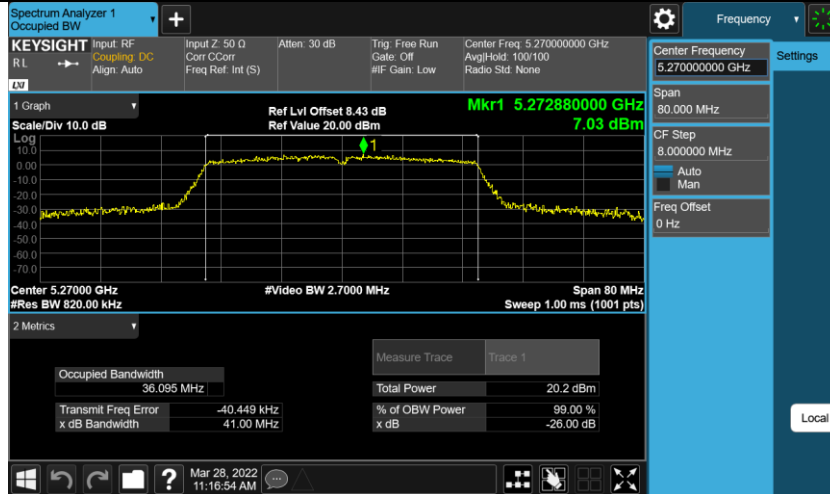 Spectrum Analyzer 1
Occupied BW
+
Frequency
KEYSIGHT
RL
LXI
Input: RF
Coupling: DC
Align: Auto
Input Z: 50 Ω
Corr CCorr
Freq Ref: Int (S)
Atten: 30 dB
Trig: Free Run
Gate: Off
#IF Gain: Low
Center Freq: 5.270000000 GHz
Avg|Hold: 100/100
Radio Std: None
Center Frequency
5.270000000 GHz
Settings
Span
80.000 MHz
CF Step
8.000000 MHz
Auto
Man
Freq Offset
0 Hz
Local
1 Graph
Scale/Div 10.0 dB
Ref Lvl Offset 8.43 dB
Ref Value 20.00 dBm
Mkr1 5.272880000 GHz
7.03 dBm
Log
10.0
0.00
-10.0
-20.0
-30.0
-40.0
-50.0
-60.0
-70.0
1
Center 5.27000 GHz
#Res BW 820.00 kHz
#Video BW 2.7000 MHz
Span 80 MHz
Sweep 1.00 ms (1001 pts)
2 Metrics
Measure Trace Trace 1
Occupied Bandwidth
36.095 MHz
Total Power 20.2 dBm
Transmit Freq Error -40.449 kHz
% of OBW Power 99.00 %
x dB Bandwidth 41.00 MHz
x dB -26.00 dB
?
Mar 28, 2022
11:16:54 AM